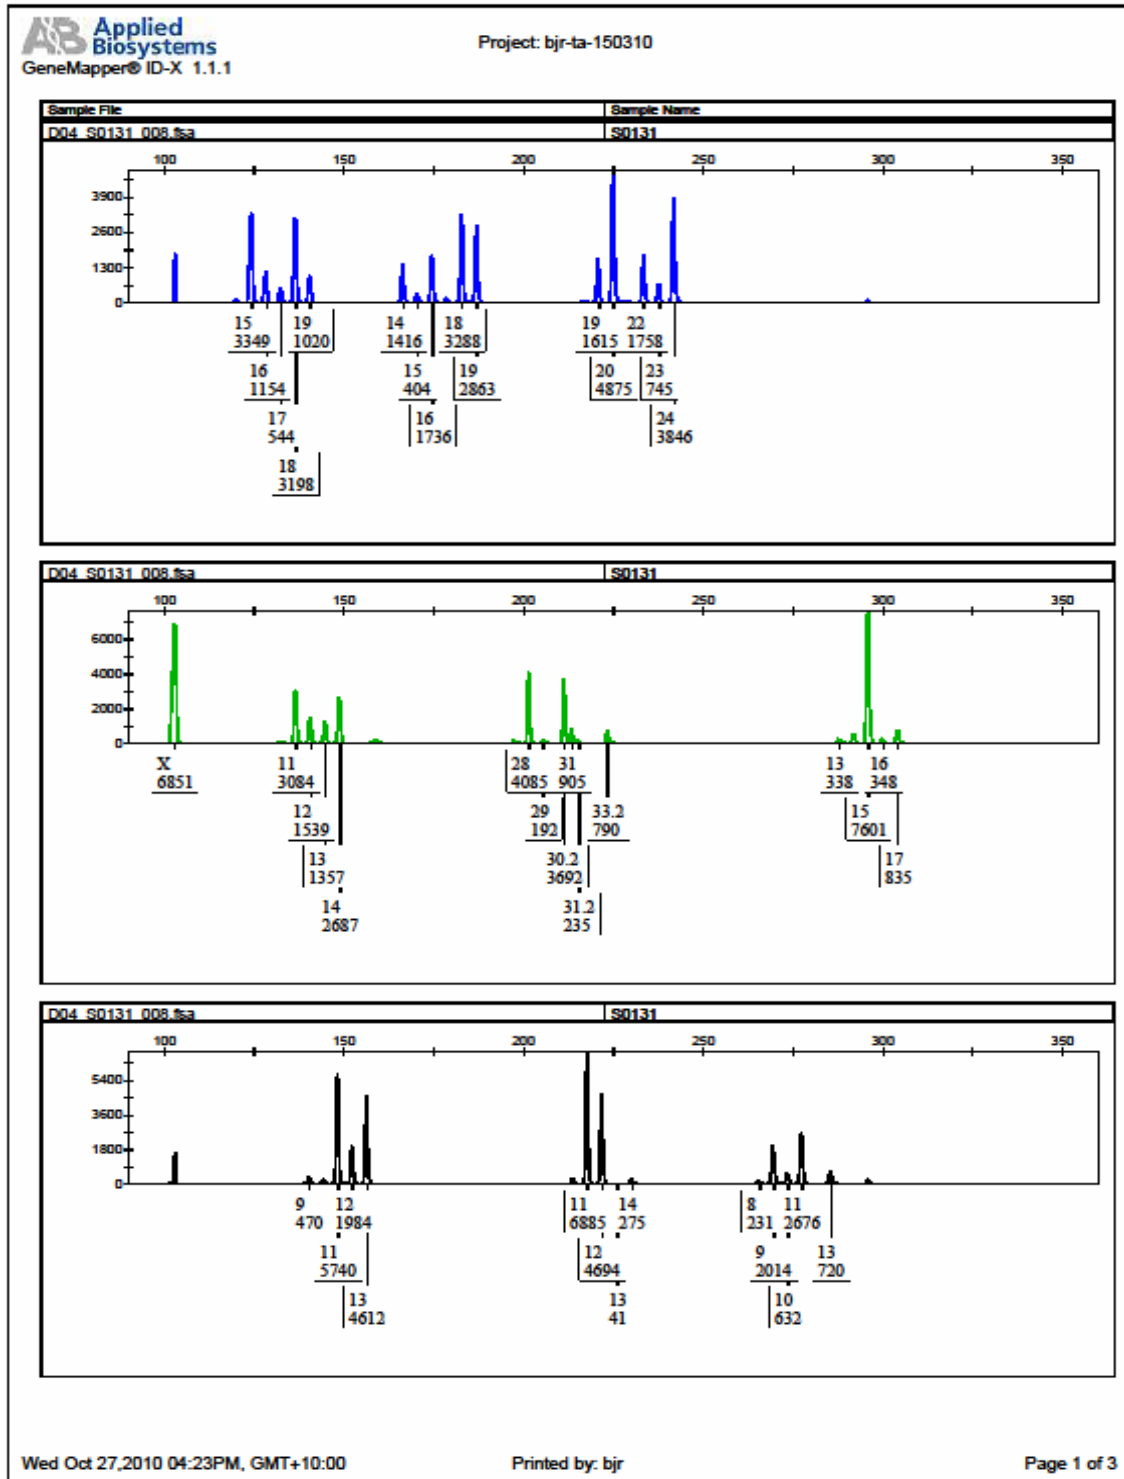 AB Applied
Biosystems
GeneMapper® ID-X 1.1.1
Project: bjr-ta-150310
Sample File Sample Name
D04_S0131_008.fsa S0131
100 150 200 250 300 350
3900
2600
1300
0
15 19 14 18 19 22
3349 1020 1416 3288 1615 1758
16 15 19 20 23
1154 404 2863 4875 745
17 16 24
544 1736 3846
18
3198
D04_S0131_008.fsa S0131
100 150 200 250 300 350
6000
4000
2000
0
X 11 28 31 13 16
6851 3084 4085 905 338 348
12 29 33.2 15
1539 192 790 7601
13 30.2 17
1357 3692 835
14 31.2
2687 235
D04_S0131_008.fsa S0131
100 150 200 250 300 350
5400
3600
1800
0
9 12 11 14 8 11
470 1984 6885 275 231 2676
11 12 9 13
5740 4694 2014 720
13 13 10
4612 41 632
Wed Oct 27,2010 04:23PM, GMT+10:00 Printed by: bjr Page 1 of 3